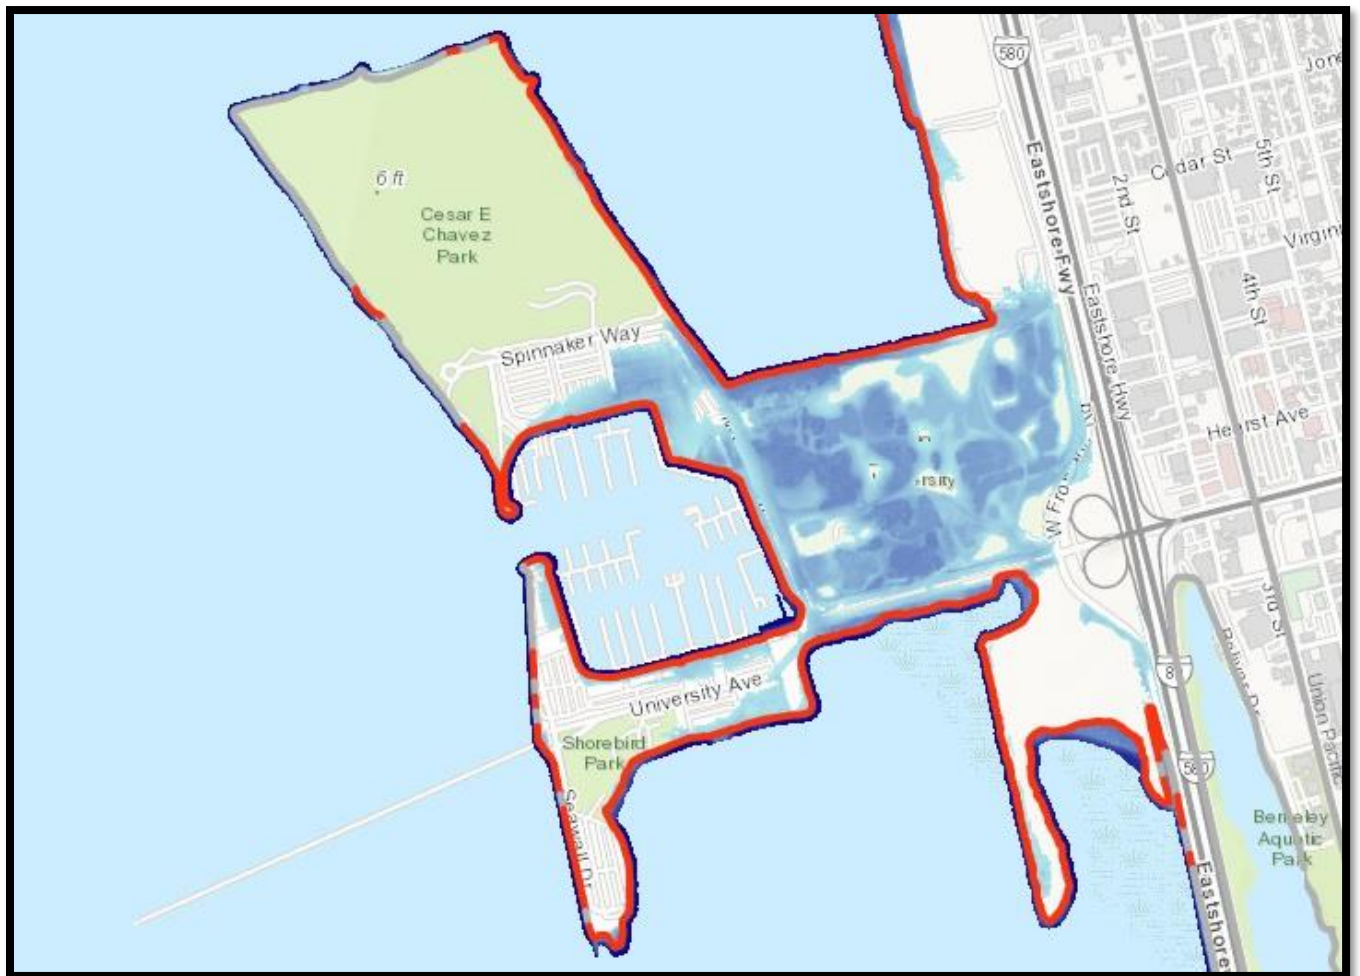 580
Jone
Cedar St
5th St
2nd St
Eastshore Fwy
Virgini
6 ft
Cesar E
Chavez
Park
4th St
Eastshore Hwy
Spinnaker Way
Hearst Ave
rsity
W Fro
3rd St
University Ave
80
Union Pacific
Shorebird
Park
580
Seawall Dr
Berkeley
Aquatic
Park
Eastshore